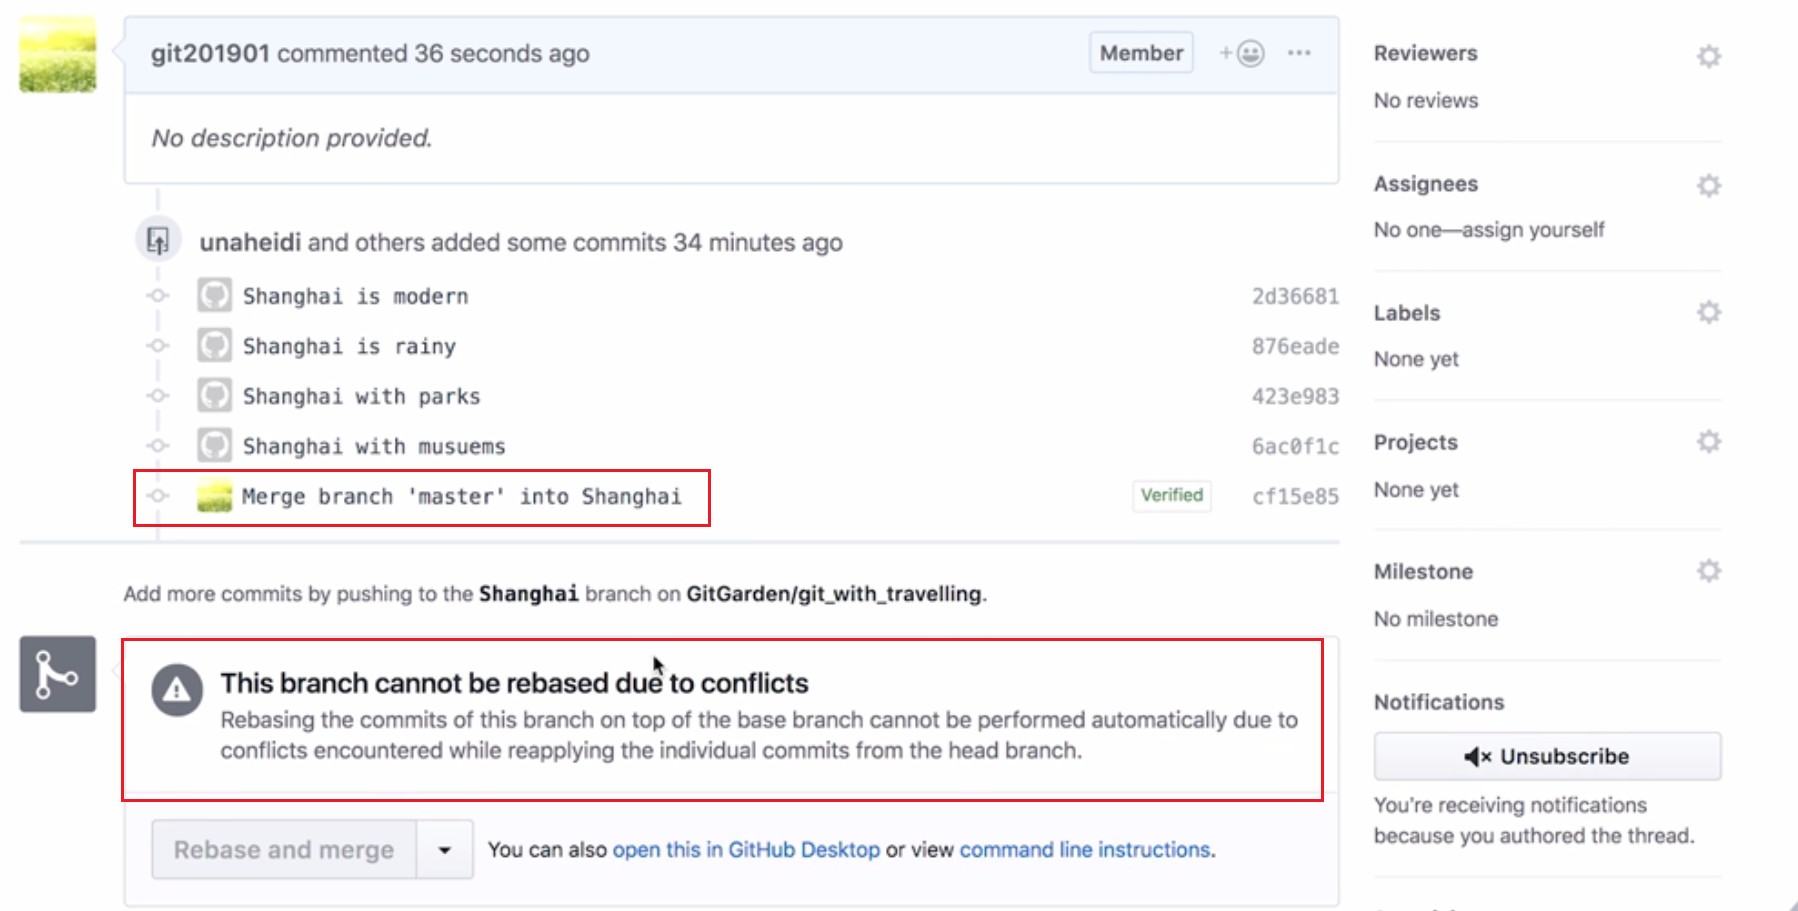 git201901 commented 36 seconds ago
Member
No description provided.
unaheidi and others added some commits 34 minutes ago
Shanghai is modern 2d36681
Shanghai is rainy 876eade
Shanghai with parks 423e983
Shanghai with musuems 6ac0f1c
Merge branch 'master' into Shanghai Verified cf15e85
Add more commits by pushing to the Shanghai branch on GitGarden/git_with_travelling.
This branch cannot be rebased due to conflicts
Rebasing the commits of this branch on top of the base branch cannot be performed automatically due to
conflicts encountered while reapplying the individual commits from the head branch.
Rebase and merge
You can also open this in GitHub Desktop or view command line instructions.
Reviewers
No reviews
Assignees
No one—assign yourself
Labels
None yet
Projects
None yet
Milestone
No milestone
Notifications
Unsubscribe
You're receiving notifications
because you authored the thread.